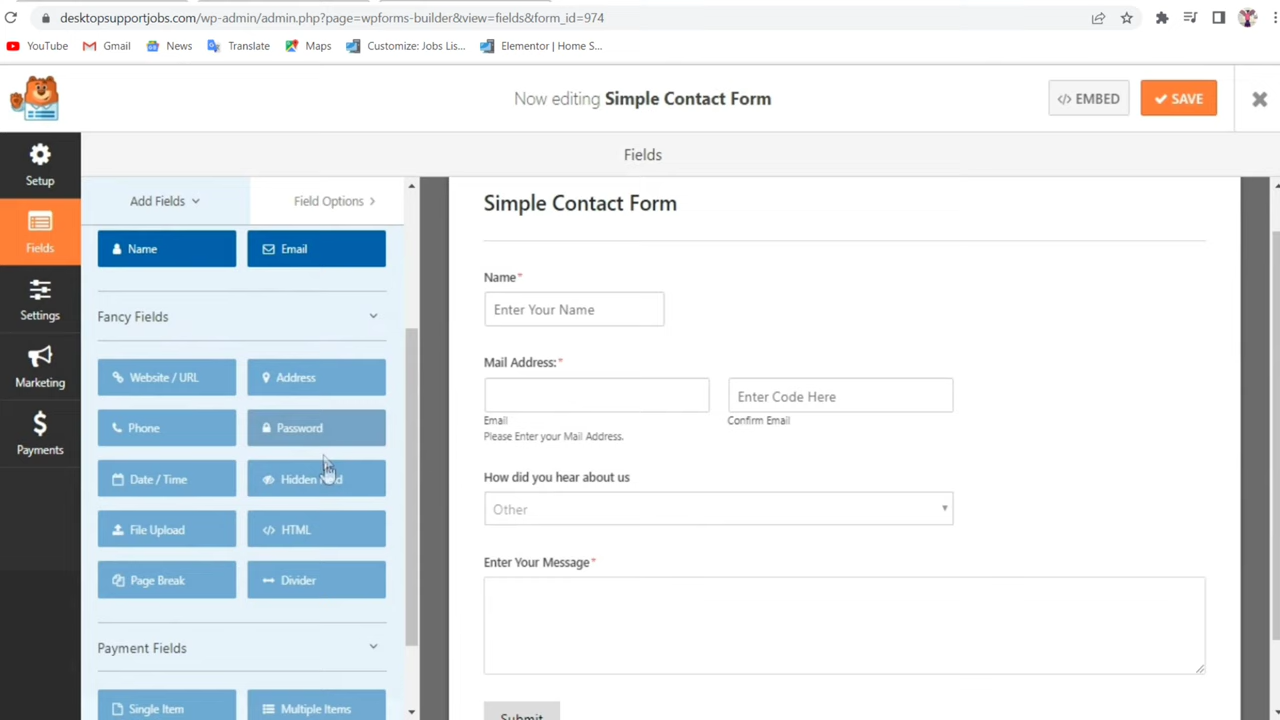 desktopsupportjobs.com/wp-admin/admin.php?page=wpforms-builder&view=fields&form_id=974
YouTube
Gmail
News
Translate
Maps
Customize: Jobs Lis...
Elementor | Home S...
Now editing Simple Contact Form
EMBED
SAVE
Setup
Fields
Settings
Marketing
Payments
Fields
Add Fields
Field Options
Name
Email
Fancy Fields
Website / URL
Address
Phone
Password
Date / Time
Hidden
File Upload
HTML
Page Break
Divider
Payment Fields
Single Item
Multiple Items
Simple Contact Form
Name*
Enter Your Name
Mail Address:*
Enter Code Here
Email
Confirm Email
Please Enter your Mail Address.
How did you hear about us
Other
Enter Your Message*
Submit